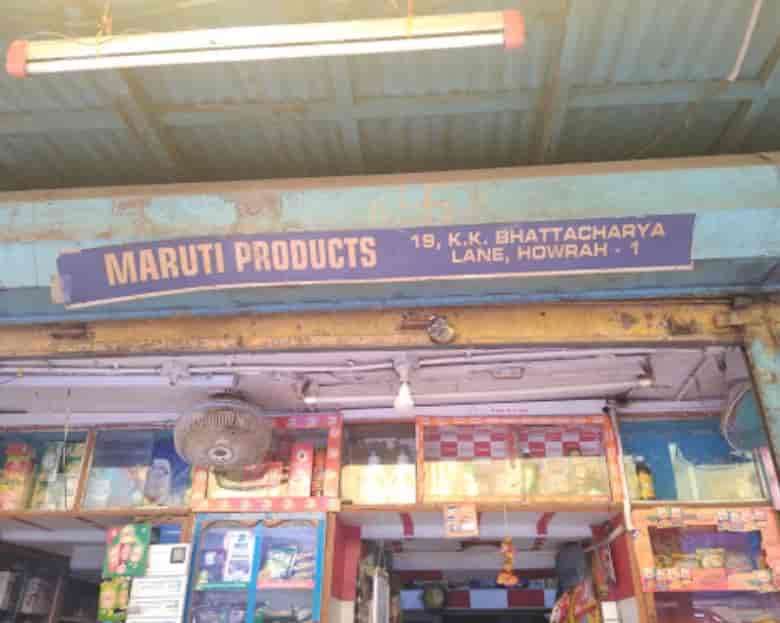 MARUTI PRODUCTS
19, K.K. BHATTACHARYA
LANE, HOWRAH - 1